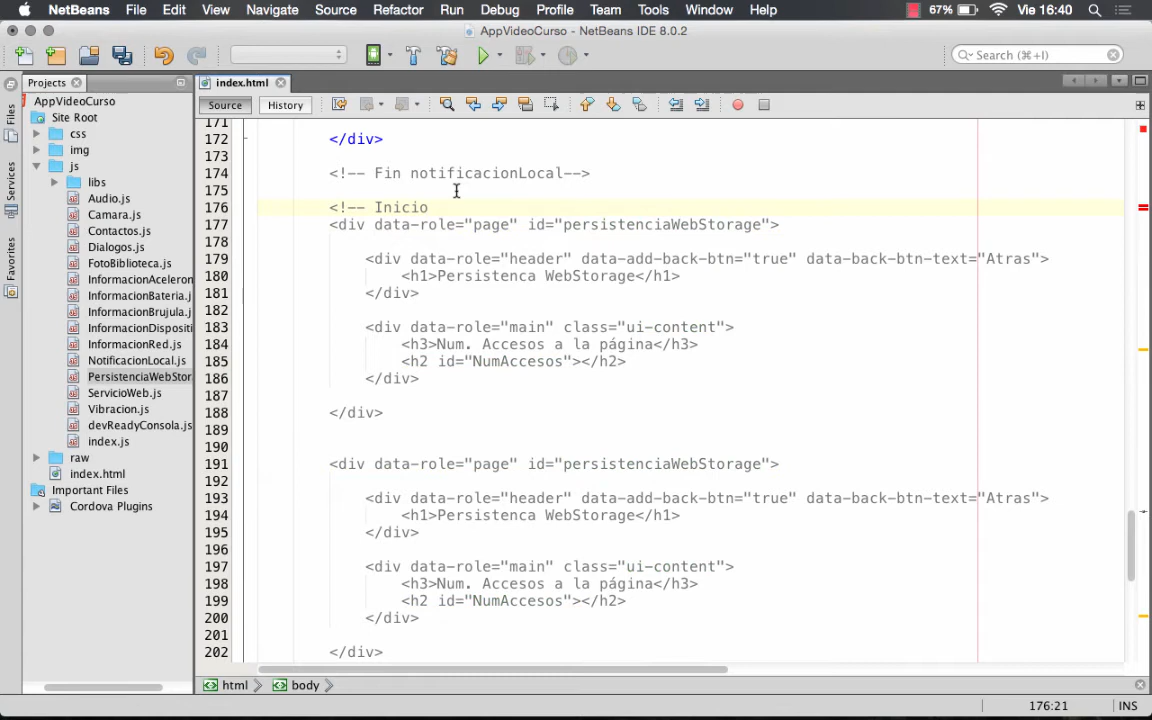 NetBeans File Edit View Navigate Source Refactor Run Debug Profile Team Tools Window Help 67% Vie 16:40
AppVideoCurso - NetBeans IDE 8.0.2
Search (⌘+I)
Projects
index.html
Source History
Files
Services
Favorites
AppVideoCurso
Site Root
css
img
js
libs
Audio.js
Camara.js
Contactos.js
Dialogos.js
FotoBiblioteca.js
InformacionAceleron
InformacionBateria.j
InformacionBrujula.j
InformacionDispositi
InformacionRed.js
NotificacionLocal.js
PersistenciaWebStor
ServicioWeb.js
Vibracion.js
devReadyConsola.js
index.js
raw
index.html
Important Files
Cordova Plugins
171
172 </div>
173
174 <!-- Fin notificacionLocal-->
175
176 <!-- Inicio
177 <div data-role="page" id="persistenciaWebStorage">
178
179 <div data-role="header" data-add-back-btn="true" data-back-btn-text="Atras">
180 <h1>Persistenca WebStorage</h1>
181 </div>
182
183 <div data-role="main" class="ui-content">
184 <h3>Num. Accesos a la página</h3>
185 <h2 id="NumAccesos"></h2>
186 </div>
187
188 </div>
189
190
191 <div data-role="page" id="persistenciaWebStorage">
192
193 <div data-role="header" data-add-back-btn="true" data-back-btn-text="Atras">
194 <h1>Persistenca WebStorage</h1>
195 </div>
196
197 <div data-role="main" class="ui-content">
198 <h3>Num. Accesos a la página</h3>
199 <h2 id="NumAccesos"></h2>
200 </div>
201
202 </div>
html body
176:21 INS